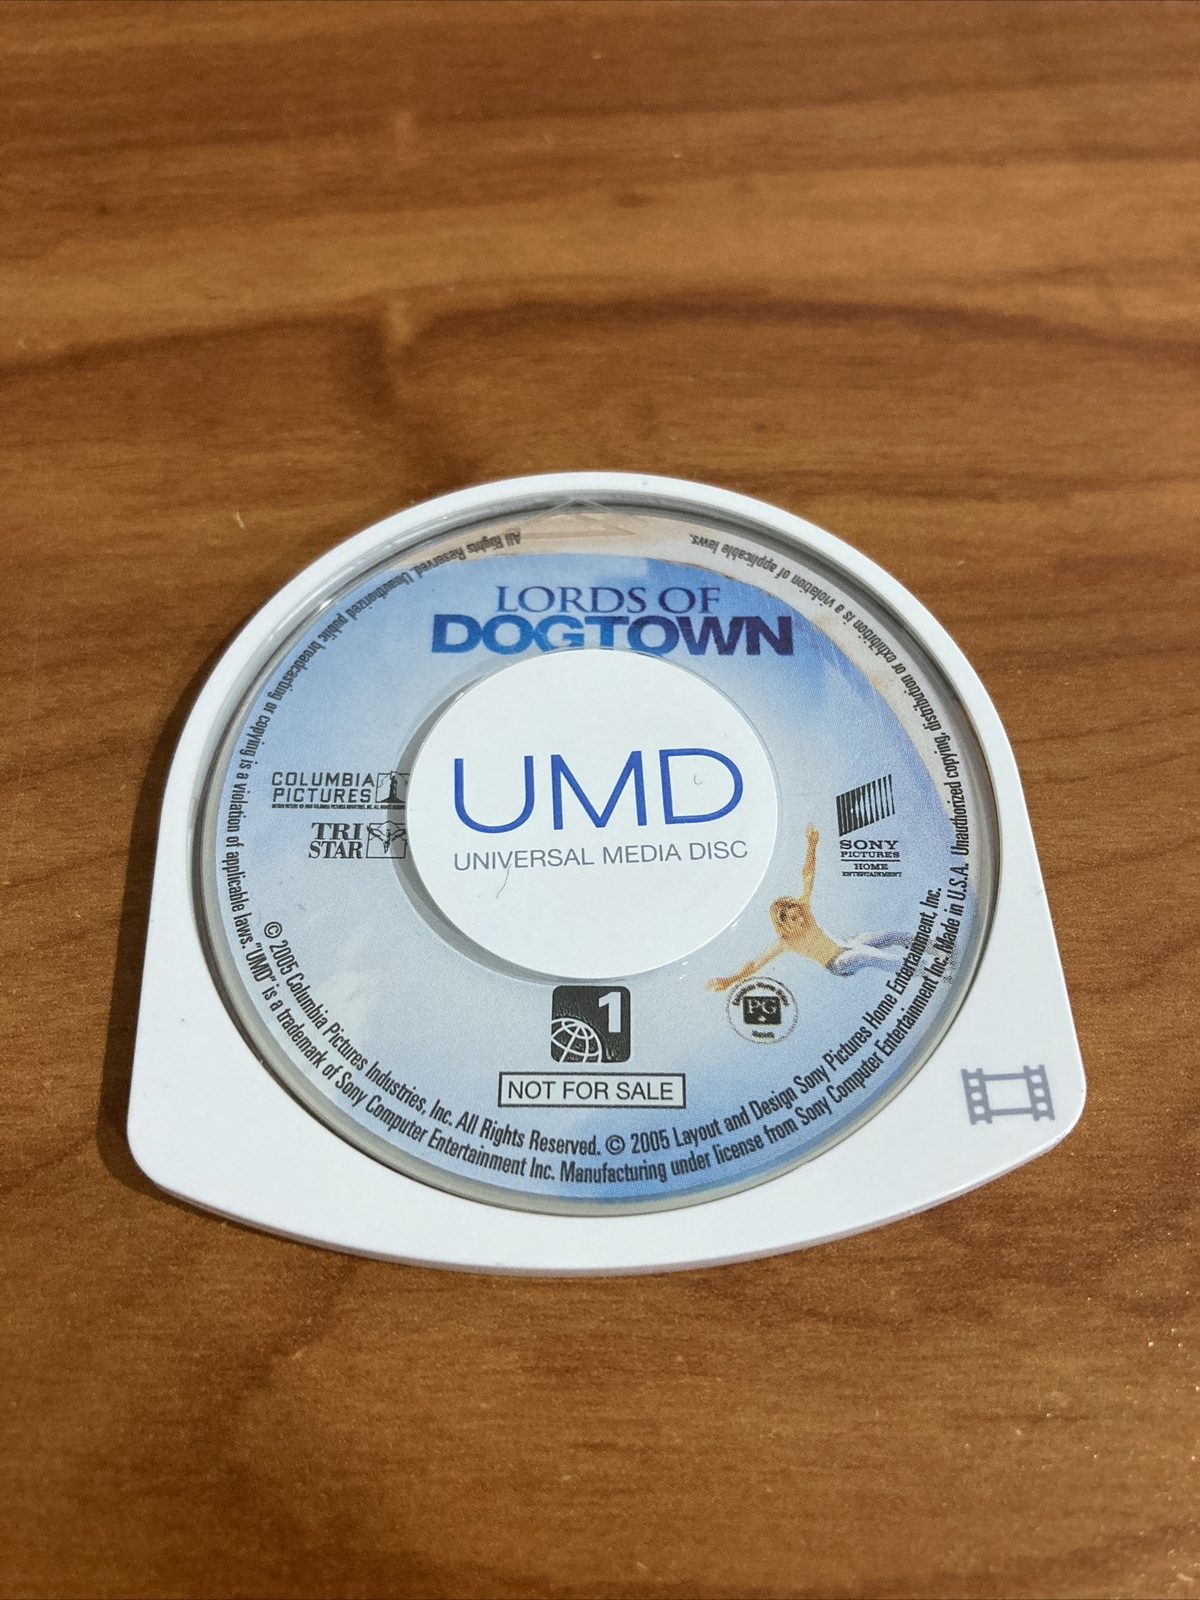 LORDS OF
DOGTOWN
UMD
UNIVERSAL MEDIA DISC
COLUMBIA
PICTURES
TRI
STAR
SONY
PICTURES
HOME
ENTERTAINMENT
PG
1
NOT FOR SALE
© 2005 Columbia Pictures Industries, Inc. All Rights Reserved. © 2005 Layout and Design Sony Pictures Home Entertainment, Inc.
All Rights Reserved. Unauthorized public broadcasting or copying is a violation of applicable laws. "UMD" is a trademark of Sony Computer Entertainment Inc. Manufacturing under license from Sony Computer Entertainment Inc. Made in U.S.A. Unauthorized copying, distribution or exhibition is a violation of applicable laws.